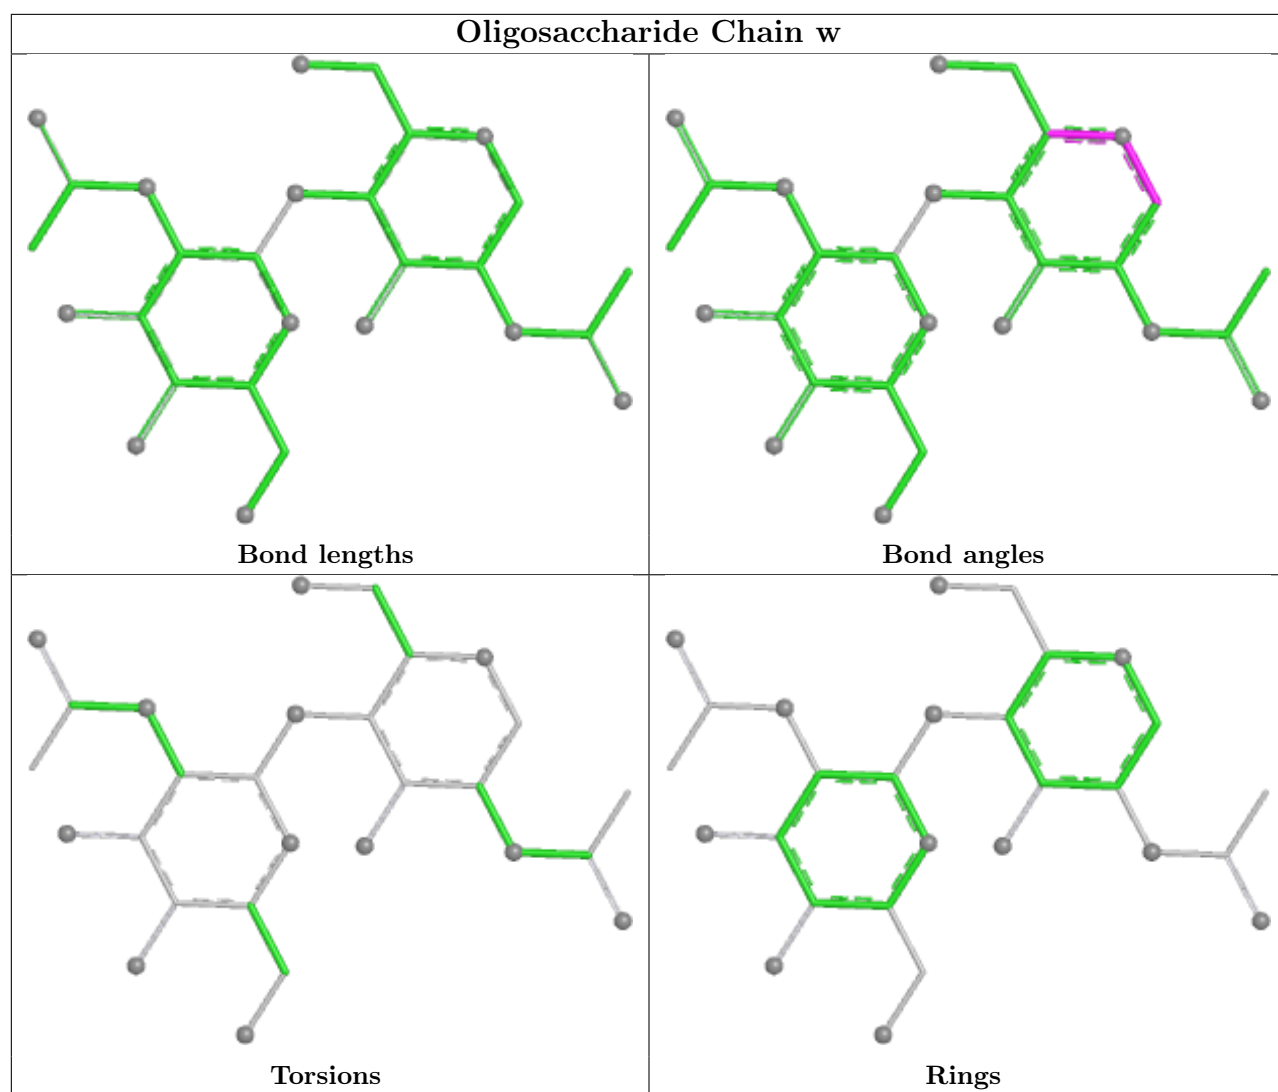 Oligosaccharide Chain w
Bond lengths
Bond angles
Torsions
Rings